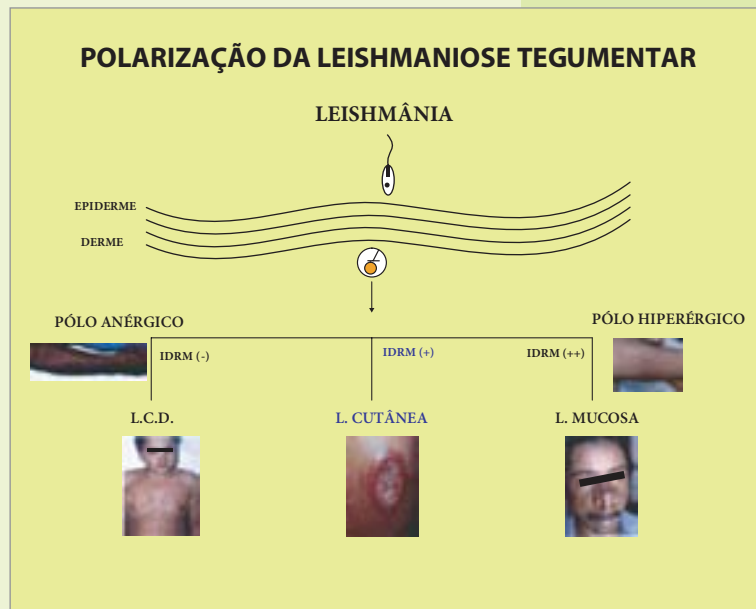 POLARIZAÇÃO DA LEISHMANIOSE TEGUMENTAR
LEISHMÂNIA
EPIDERME
DERME
PÓLO ANÉRGICO
PÓLO HIPERÉRGICO
IDRM (-)
IDRM (+)
IDRM (++)
L.C.D.
L. CUTÂNEA
L. MUCOSA